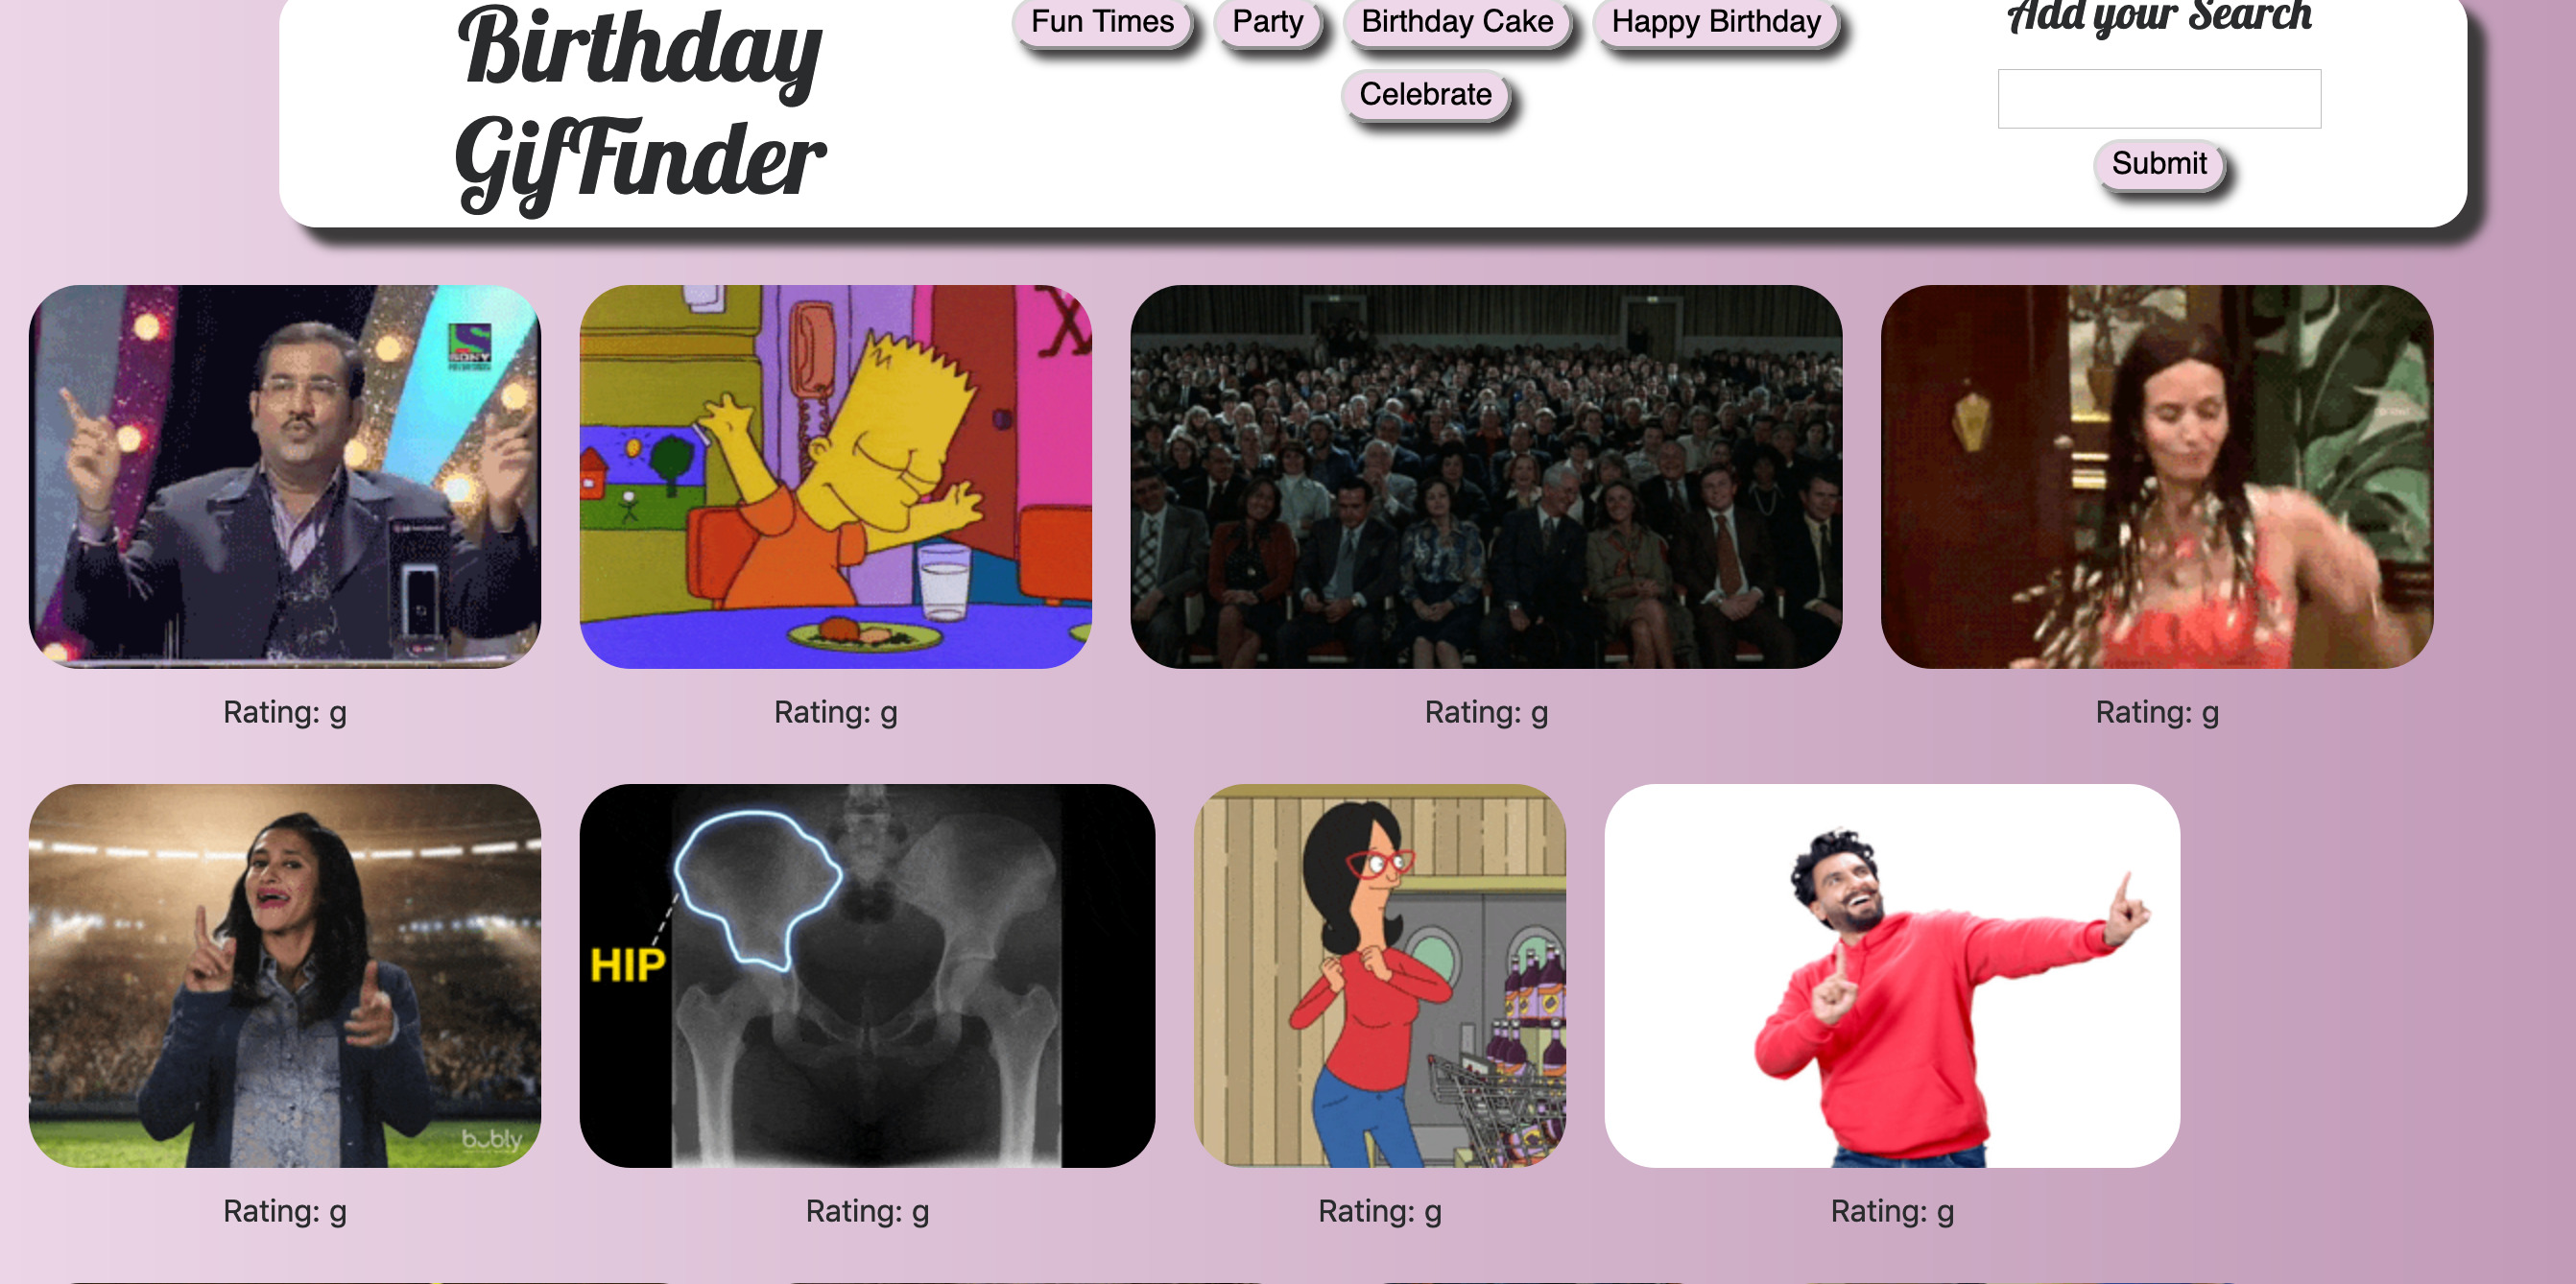 Birthday
GifFinder
Fun Times
Party
Birthday Cake
Happy Birthday
Celebrate
Add your Search
Submit
SONY
Rating: g
Rating: g
Rating: g
Rating: g
bubly
HIP
Rating: g
Rating: g
Rating: g
Rating: g